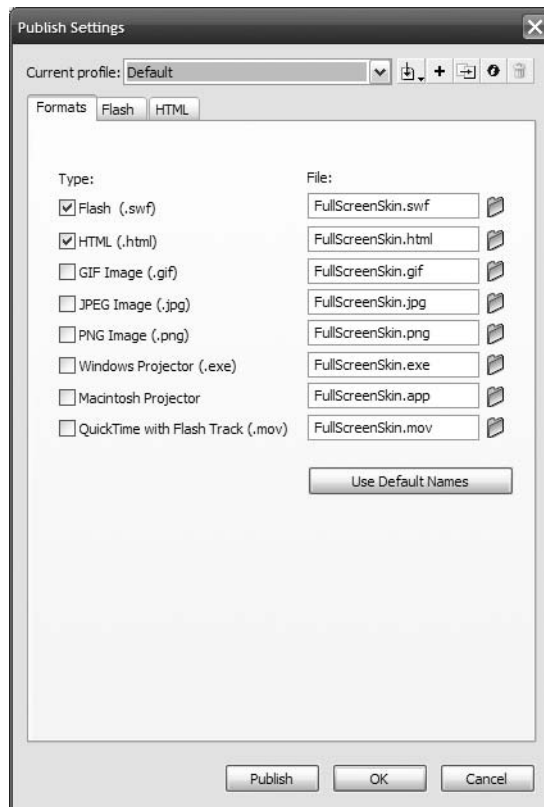 Publish Settings
Current profile: Default
Formats Flash HTML
Type: File:
Flash (.swf) FullScreenSkin.swf
HTML (.html) FullScreenSkin.html
GIF Image (.gif) FullScreenSkin.gif
JPEG Image (.jpg) FullScreenSkin.jpg
PNG Image (.png) FullScreenSkin.png
Windows Projector (.exe) FullScreenSkin.exe
Macintosh Projector FullScreenSkin.app
QuickTime with Flash Track (.mov) FullScreenSkin.mov
Use Default Names
Publish OK Cancel